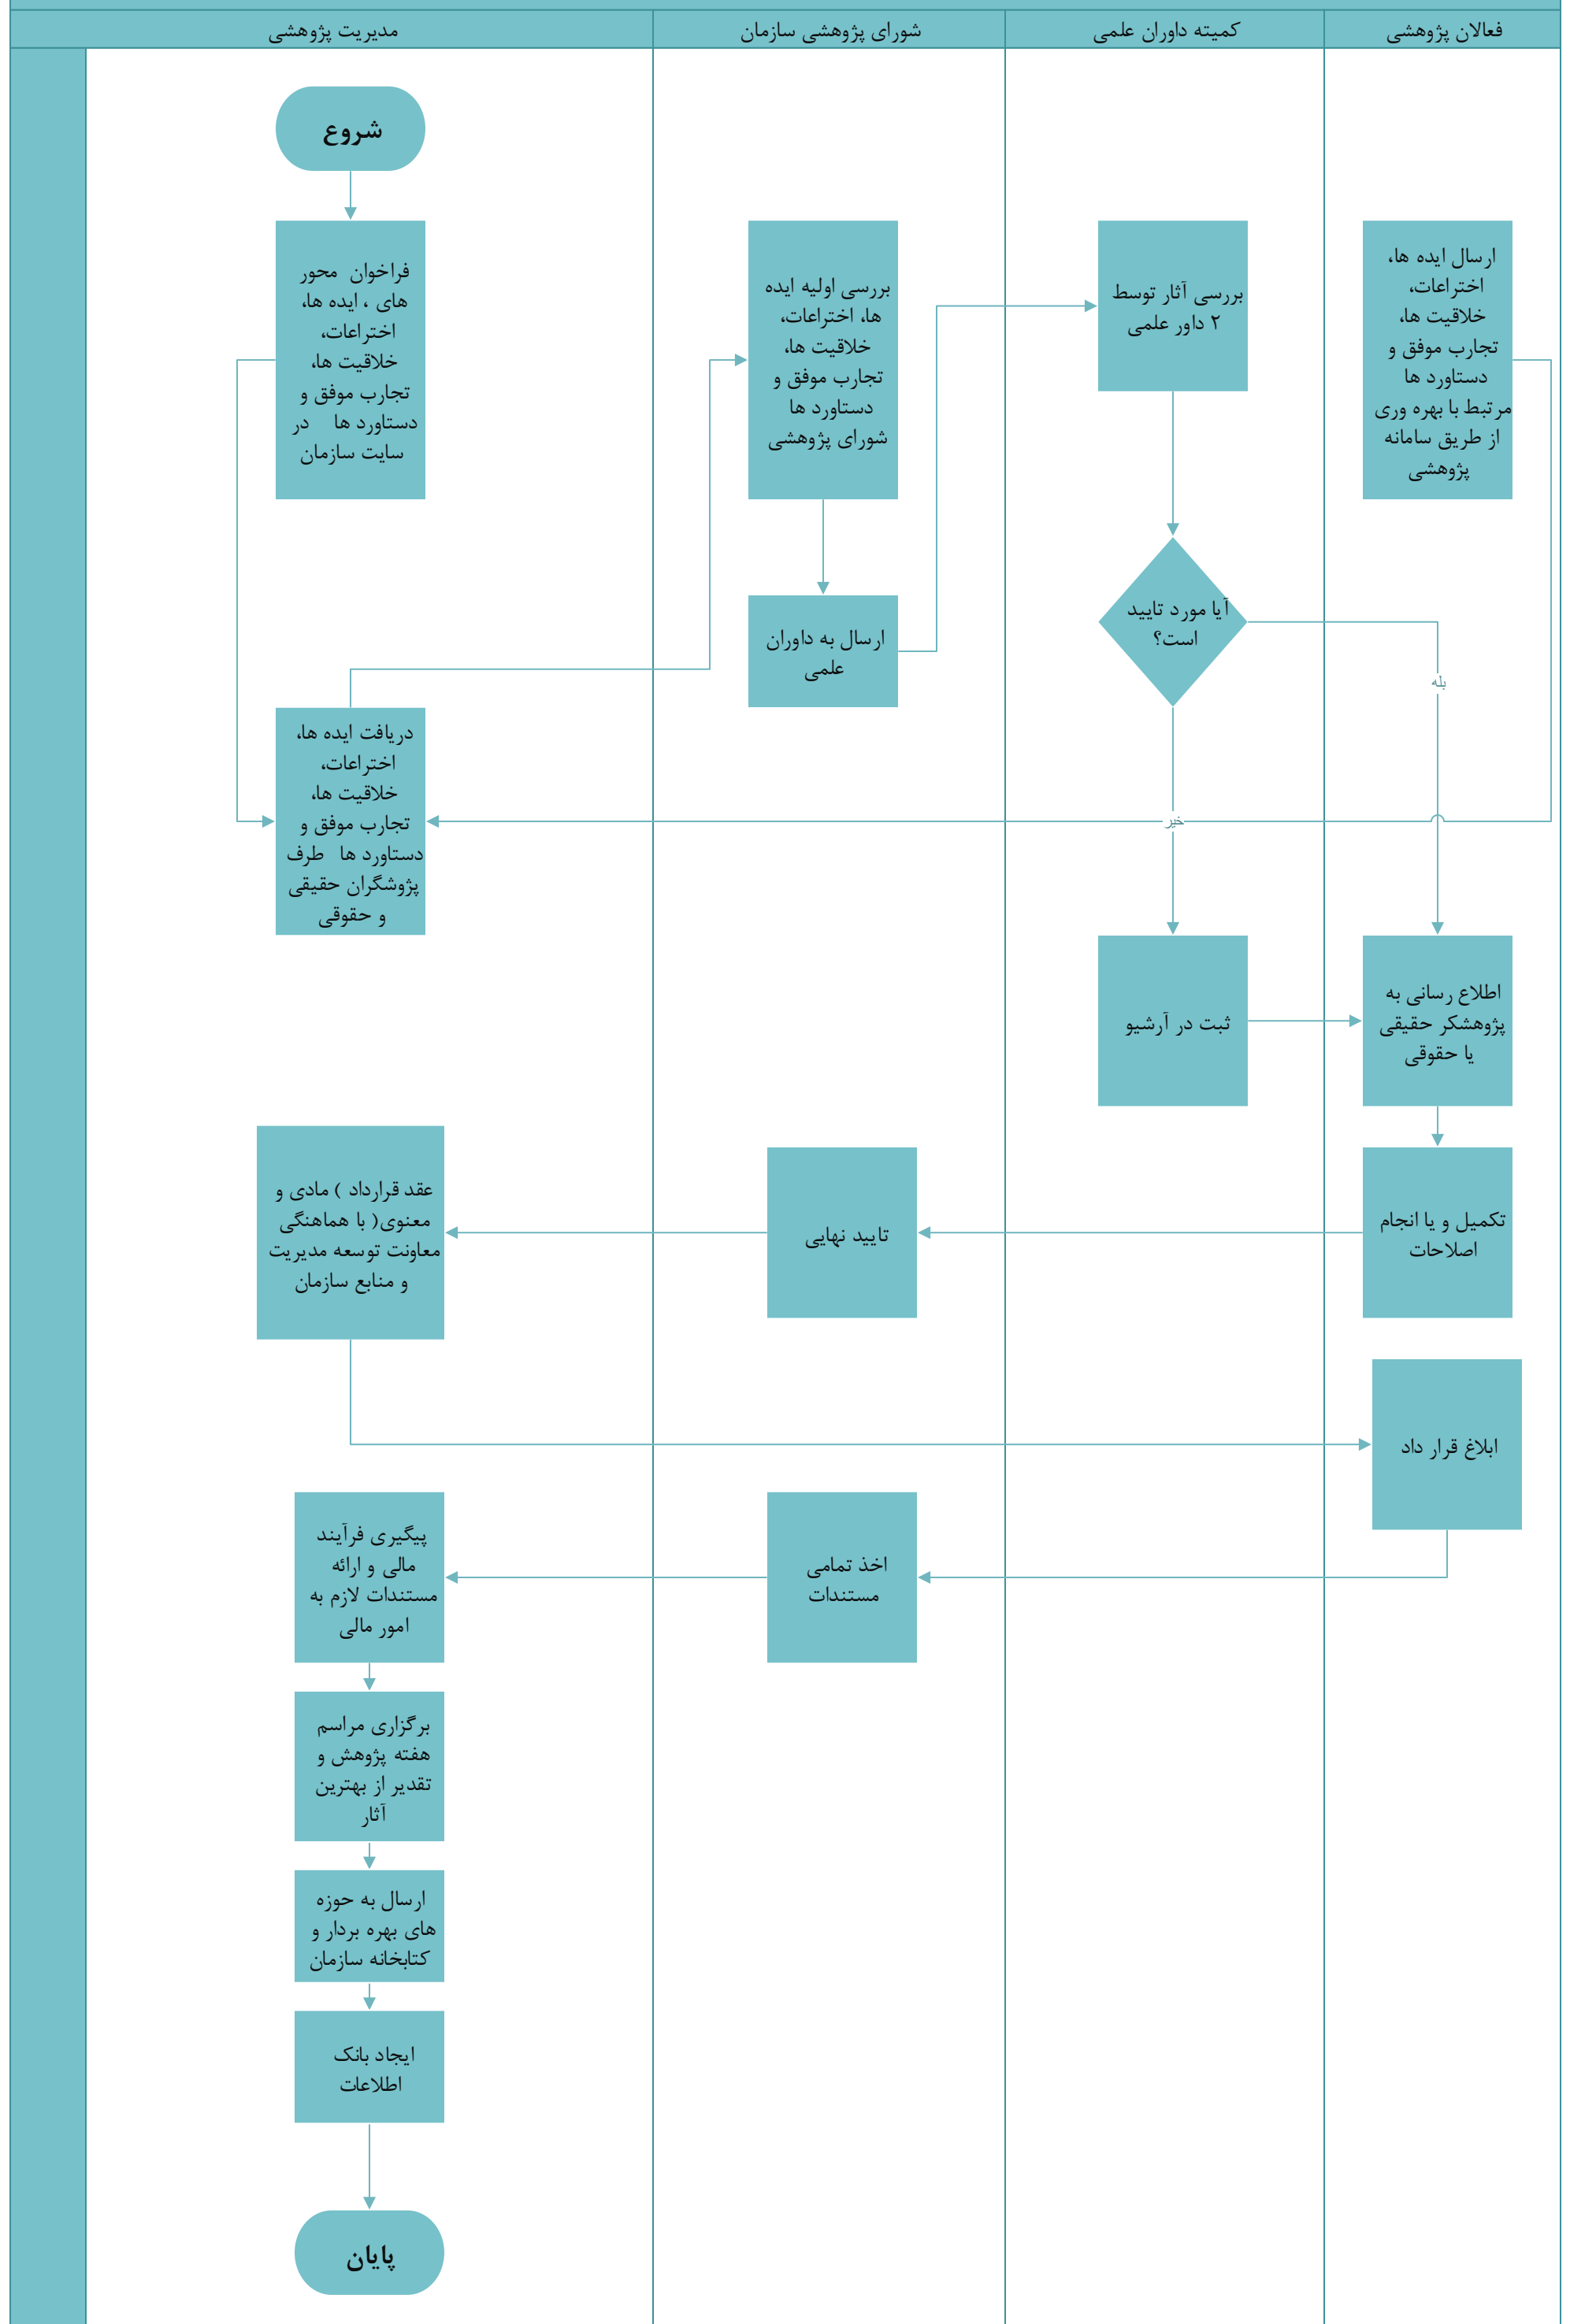 فعالان پژوهشی
کمیته داوران علمی
شورای پژوهشی سازمان
مدیریت پژوهشی
شروع
فراخوان محور
های ، ایده ها،
اختراعات،
خلاقیت ها،
تجارب موفق و
دستاورد ها در
سایت سازمان
بررسی اولیه ایده
ها، اختراعات،
خلاقیت ها،
تجارب موفق و
دستاورد ها
شورای پژوهشی
بررسی آثار توسط
۲ داور علمی
ارسال ایده ها،
اختراعات،
خلاقیت ها،
تجارب موفق و
دستاورد ها
مرتبط با بهره وری
از طریق سامانه
پژوهشی
ارسال به داوران
علمی
آیا مورد تایید
است؟
بله
خیر
دریافت ایده ها،
اختراعات،
خلاقیت ها،
تجارب موفق و
دستاورد ها طرف
پژوشگران حقیقی
و حقوقی
ثبت در آرشیو
اطلاع رسانی به
پژوهشکر حقیقی
یا حقوقی
تکمیل و یا انجام
اصلاحات
تایید نهایی
عقد قرارداد ) مادی و
معنوی( با هماهنگی
معاونت توسعه مدیریت
و منابع سازمان
ابلاغ قرار داد
اخذ تمامی
مستندات
پیگیری فرآیند
مالی و ارائه
مستندات لازم به
امور مالی
برگزاری مراسم
هفته پژوهش و
تقدیر از بهترین
آثار
ارسال به حوزه
های بهره بردار و
کتابخانه سازمان
ایجاد بانک
اطلاعات
پایان